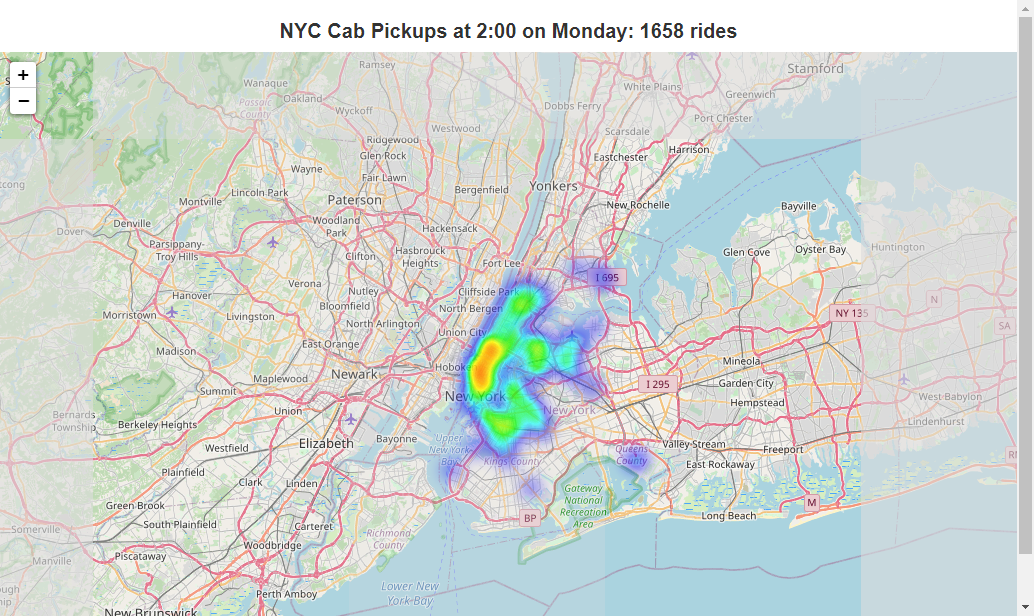 NYC Cab Pickups at 2:00 on Monday: 1658 rides
+
−
Ramsey
Stamford
Wanaque
Oakland
White Plains
Greenwich
Passaic
County
Wyckoff
Dobbs Ferry
Port Chester
Westwood
Scarsdale
Ridgewood
Harrison
Glen Rock
Eastchester
Wayne
Fair Lawn
Bergenfield
Yonkers
Lincoln Park
Montville
Paterson
New Rochelle
Bayville
Denville
Woodland
Park
Hackensack
Dover
Parsippany-
Troy Hills
Clifton
Hasbrouck
Heights
Fort Lee
Glen Cove
Oyster Bay
Huntington
I 695
Verona
Nutley
Cliffside Park
Hanover
Bloomfield
North Bergen
N
Morristown
Livingston
North Arlington
Union City
NY 135
SA
East Orange
Madison
Mineola
Newark
Hoboken
Maplewood
I 295
Garden City
Summit
New York
West Babylon
Union
New York
Hempstead
Bernards
Township
Berkeley Heights
Lindenhurst
Elizabeth
Bayonne
Upper
New York
Bay
Valley Stream
Freeport
Westfield
Queens
County
Kings County
East Rockaway
Plainfield
Clark
Linden
Gateway
National
Recreation
Area
M
Green Brook
BP
Long Beach
South Plainfield
Carteret
Somerville
Richmond
County
Woodbridge
Piscataway
Manville
Perth Amboy
Lower New
York Bay
New Brunswick